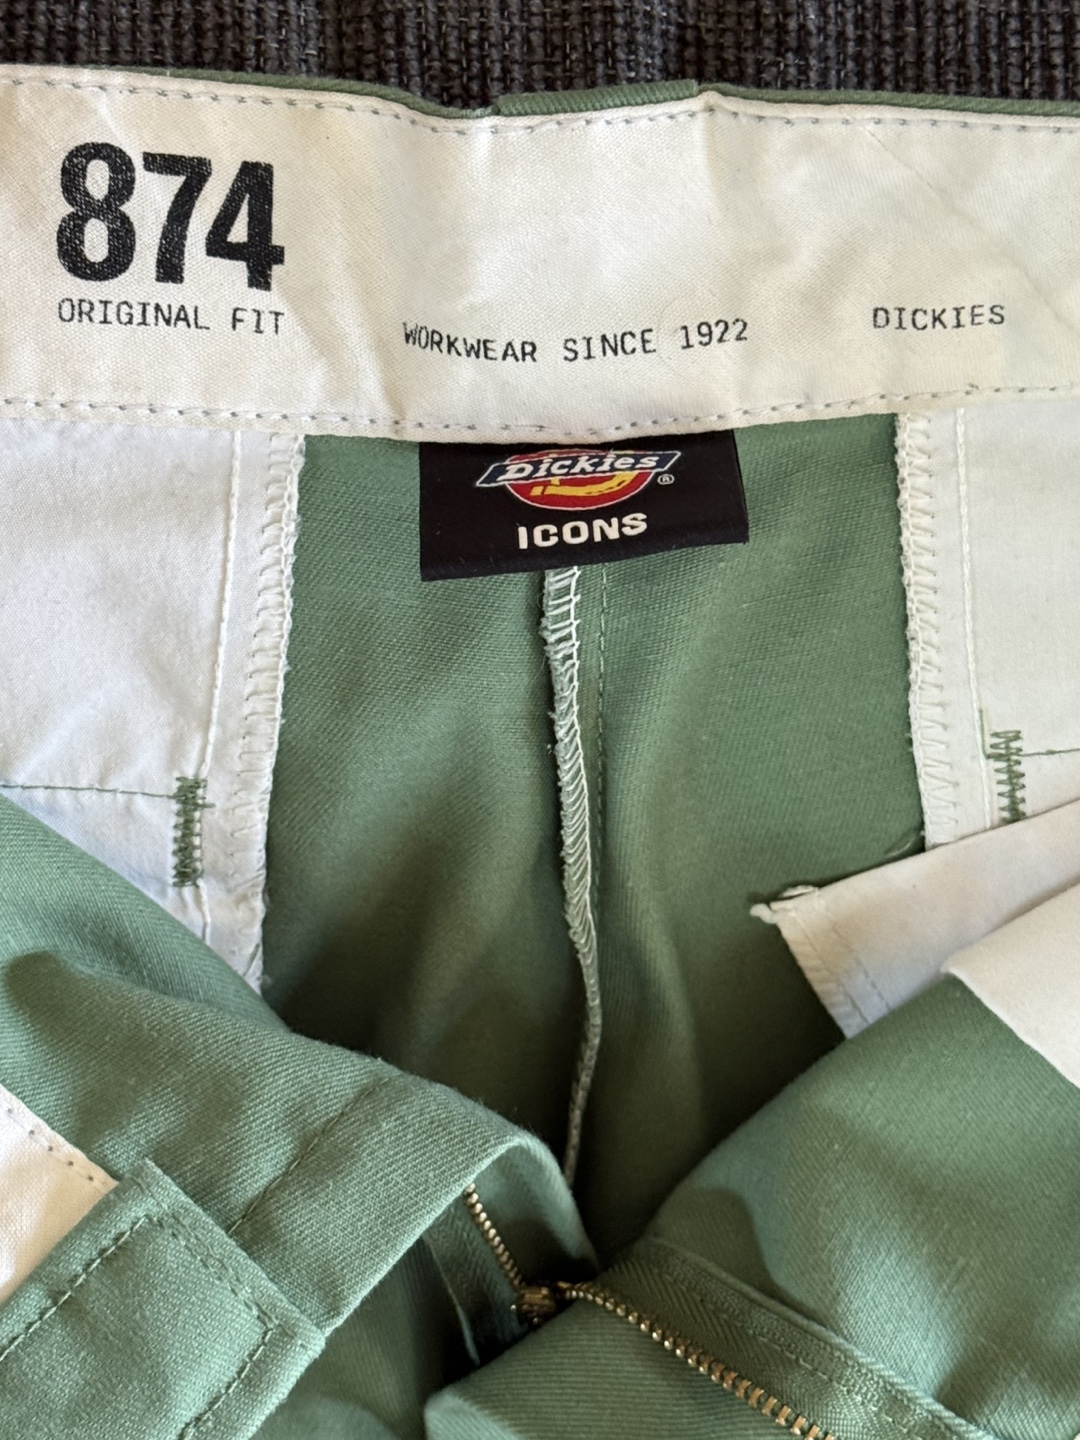 874
ORIGINAL FIT
WORKWEAR SINCE 1922
DICKIES
Dickies®
ICONS